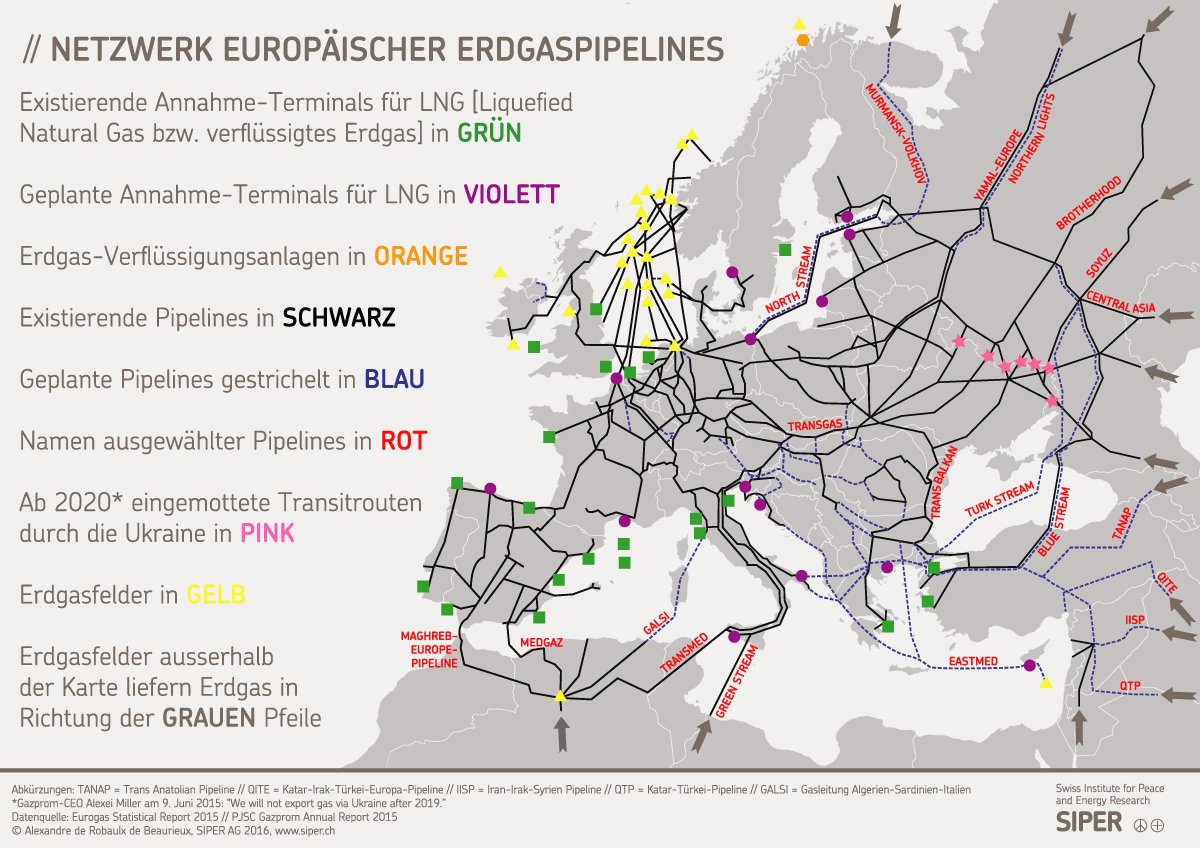 // NETZWERK EUROPÄISCHER ERDGASPIPELINES
Existierende Annahme-Terminals für LNG [Liquefied
Natural Gas bzw. verflüssigtes Erdgas] in GRÜN
Geplante Annahme-Terminals für LNG in VIOLETT
Erdgas-Verflüssigungsanlagen in ORANGE
Existierende Pipelines in SCHWARZ
Geplante Pipelines gestrichelt in BLAU
Namen ausgewählter Pipelines in ROT
Ab 2020* eingemottete Transitrouten
durch die Ukraine in PINK
Erdgasfelder in GELB
Erdgasfelder ausserhalb
der Karte liefern Erdgas in
Richtung der GRAUEN Pfeile
MURMANSK-VOLKHOV
YAMAL-EUROPE
NORTHERN LIGHTS
BROTHERHOOD
SOYUZ
CENTRAL ASIA
NORTH STREAM
TRANSGAS
TRANS BALKAN
TURK STREAM
BLUE STREAM
TANAP
QITE
IISP
QTP
EASTMED
GALSI
TRANSMED
GREEN STREAM
MEDGAZ
MAGHREB-
EUROPE-
PIPELINE
Abkürzungen: TANAP = Trans Anatolian Pipeline // QITE = Katar-Irak-Türkei-Europa-Pipeline // IISP = Iran-Irak-Syrien Pipeline // QTP = Katar-Türkei-Pipeline // GALSI = Gasleitung Algerien-Sardinien-Italien
*Gazprom-CEO Alexei Miller am 9. Juni 2015: "We will not export gas via Ukraine after 2019."
Datenquelle: Eurogas Statistical Report 2015 // PJSC Gazprom Annual Report 2015
© Alexandre de Robaulx de Beaurieux, SIPER AG 2016, www.siper.ch
Swiss Institute for Peace
and Energy Research
SIPER